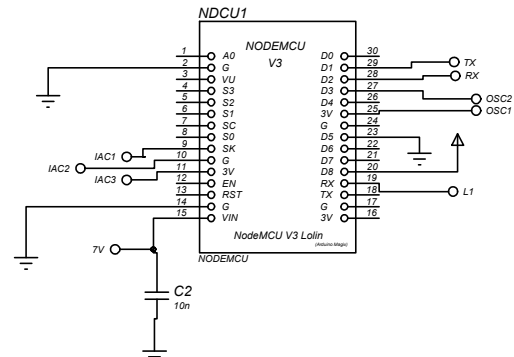 NDCU1
NODEMCU
V3
1 A0
2 G
3 VU
4 S3
5 S2
6 S1
7 SC
8 S0
9 SK
10 G
11 3V
12 EN
13 RST
14 G
15 VIN
D0 30
D1 29
D2 28
D3 27
D4 26
3V 25
G 24
D5 23
D6 22
D7 21
D8 20
RX 19
TX 18
G 17
3V 16
IAC1
IAC2
IAC3
7V
TX
RX
OSC2
OSC1
L1
NodeMCU V3 Lolin
(Arduino Magix)
NODEMCU
C2
10n